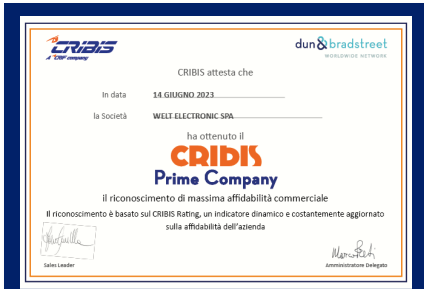 CRIBIS
A CRIF company
dun & bradstreet
WORLDWIDE NETWORK
CRIBIS attesta che
In data 14 GIUGNO 2023
la Società WELT ELECTRONIC SPA
ha ottenuto il
CRIBIS
Prime Company
il riconoscimento di massima affidabilità commerciale
Il riconoscimento è basato sul CRIBIS Rating, un indicatore dinamico e costantemente aggiornato
sulla affidabilità dell'azienda
Sales Leader
Amministratore Delegato